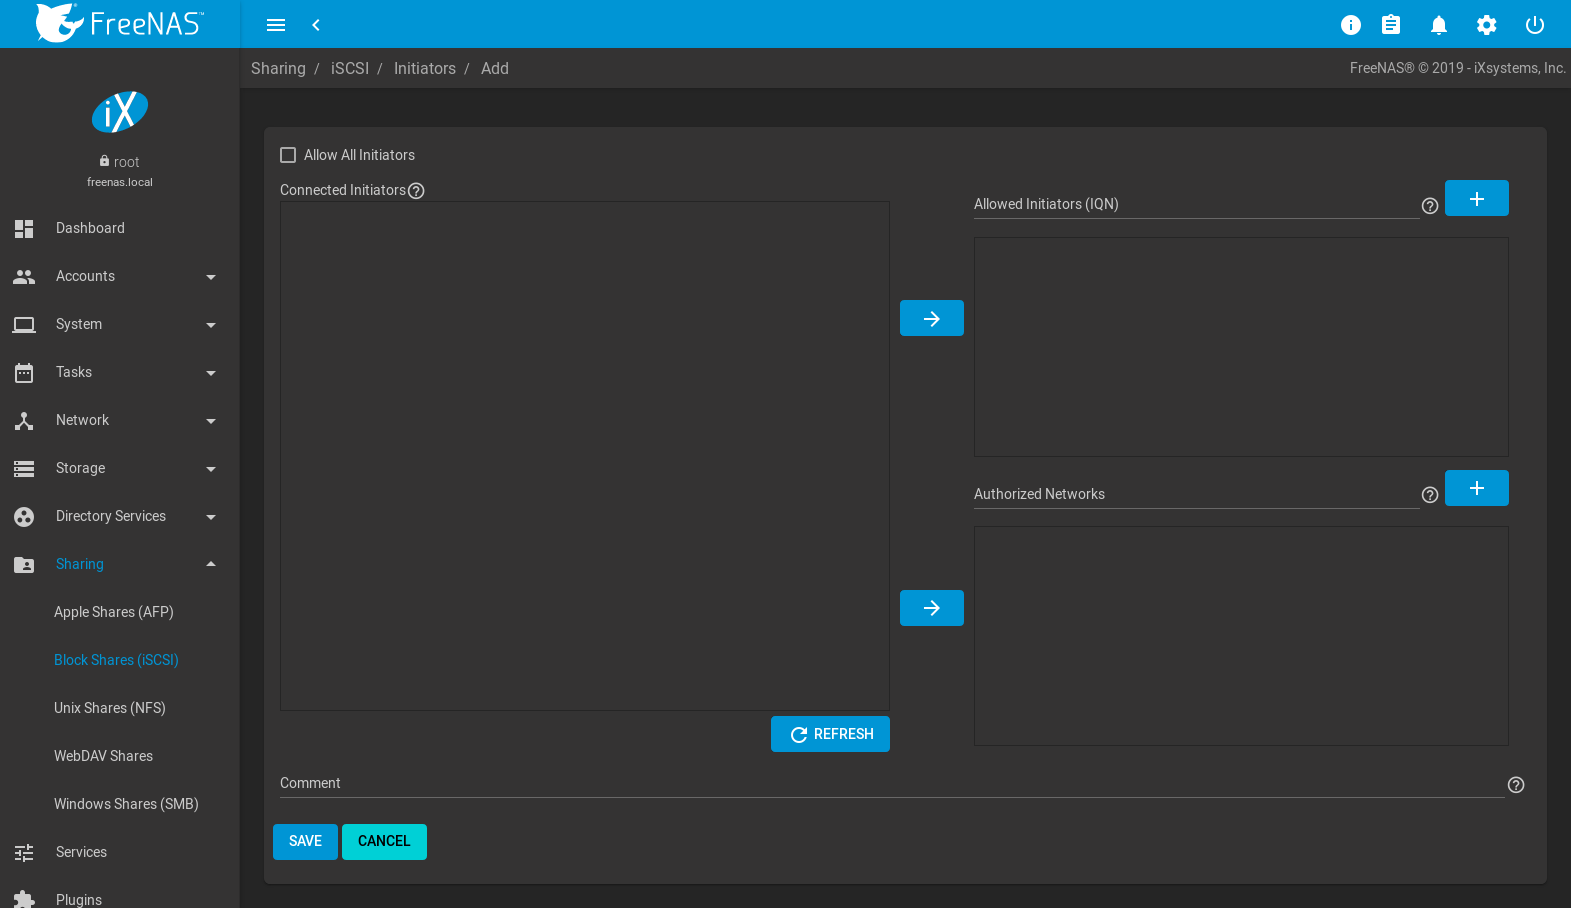 FreeNAS™
Sharing / iSCSI / Initiators / Add
FreeNAS® © 2019 - iXsystems, Inc.
iX
root
freenas.local
Dashboard
Accounts
System
Tasks
Network
Storage
Directory Services
Sharing
Apple Shares (AFP)
Block Shares (iSCSI)
Unix Shares (NFS)
WebDAV Shares
Windows Shares (SMB)
Services
Plugins
Allow All Initiators
Connected Initiators
Allowed Initiators (IQN)
Authorized Networks
REFRESH
Comment
SAVE CANCEL